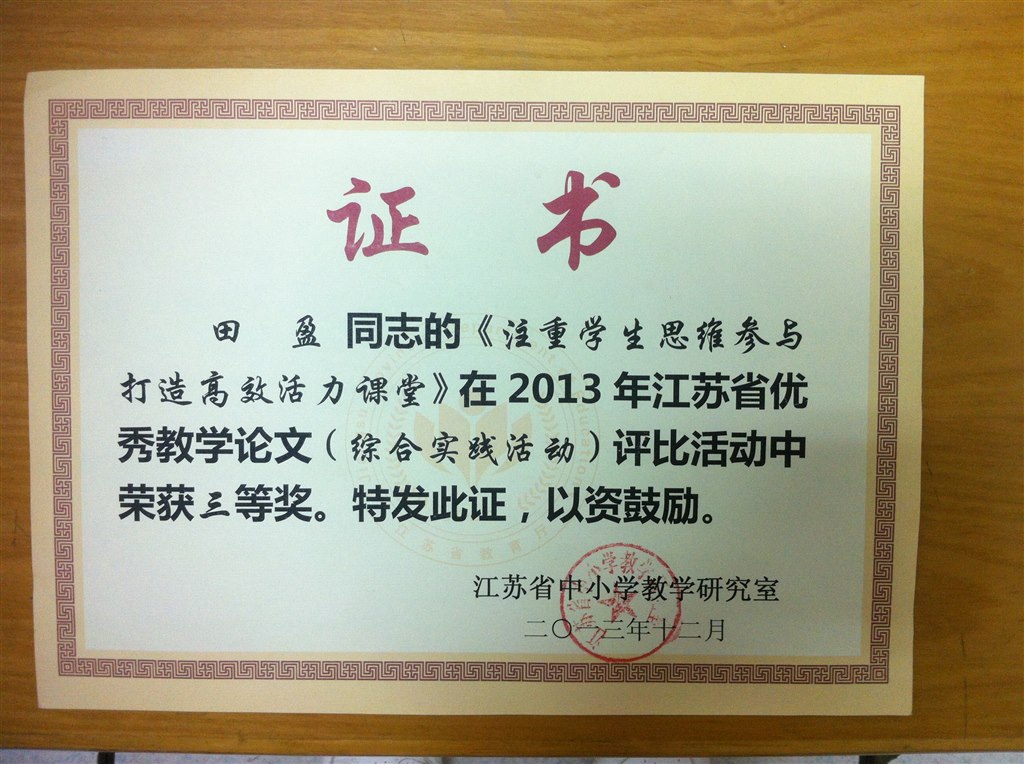 证书
田 盈 同志的《注重学生思维参与
打造高效活力课堂》在 2013 年江苏省优
秀教学论文（综合实践活动）评比活动中
荣获三等奖。特发此证，以资鼓励。
江苏省中小学教学研究室
二〇一三年十二月